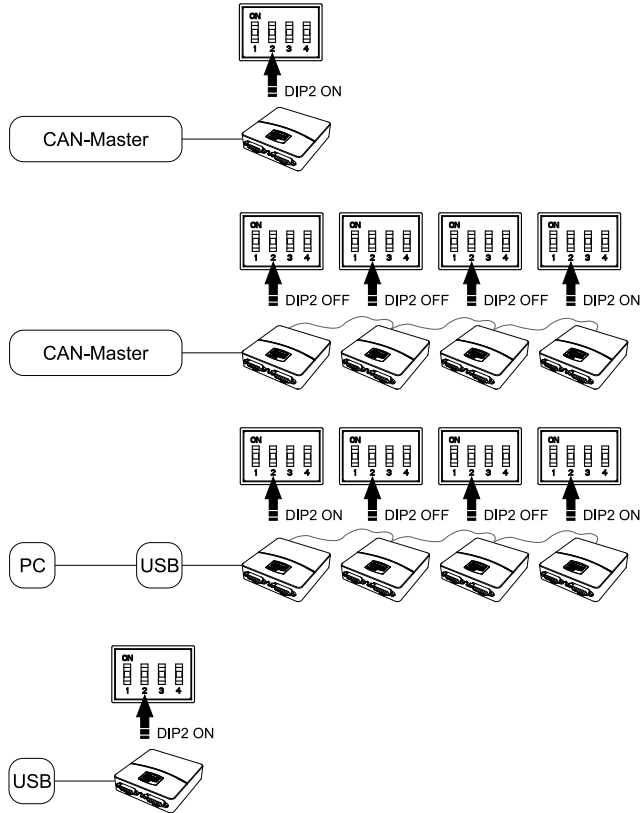 ON
1 2 3 4
DIP2 ON
CAN-Master
ON ON ON ON
1 2 3 4 1 2 3 4 1 2 3 4 1 2 3 4
DIP2 OFF DIP2 OFF DIP2 OFF DIP2 ON
CAN-Master
ON ON ON ON
1 2 3 4 1 2 3 4 1 2 3 4 1 2 3 4
DIP2 ON DIP2 OFF DIP2 OFF DIP2 ON
PC USB
ON
1 2 3 4
DIP2 ON
USB